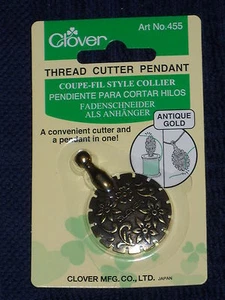 Art No.455
Clover
THREAD CUTTER PENDANT
COUPE-FIL STYLE COLLIER
PENDIENTE PARA CORTAR HILOS
FADENSCHNEIDER
ALS ANHÄNGER
ANTIQUE
GOLD
A convenient cutter and
a pendant in one!
CLOVER MFG. CO., LTD. JAPAN